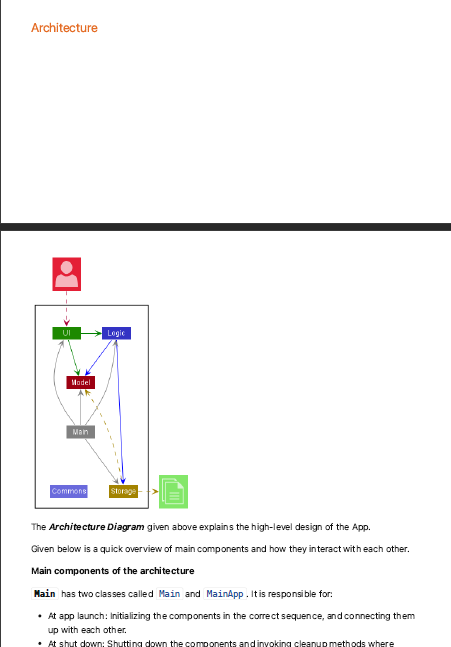 Architecture
UI
Logic
Model
Main
Commons
Storage
The Architecture Diagram given above explains the high-level design of the App.
Given below is a quick overview of main components and how they interact with each other.
Main components of the architecture
Main has two classes called Main and MainApp. It is responsible for:
• At app launch: Initializing the components in the correct sequence, and connecting them
up with each other.
• At shut down: Shutting down the components and invoking cleanup methods where